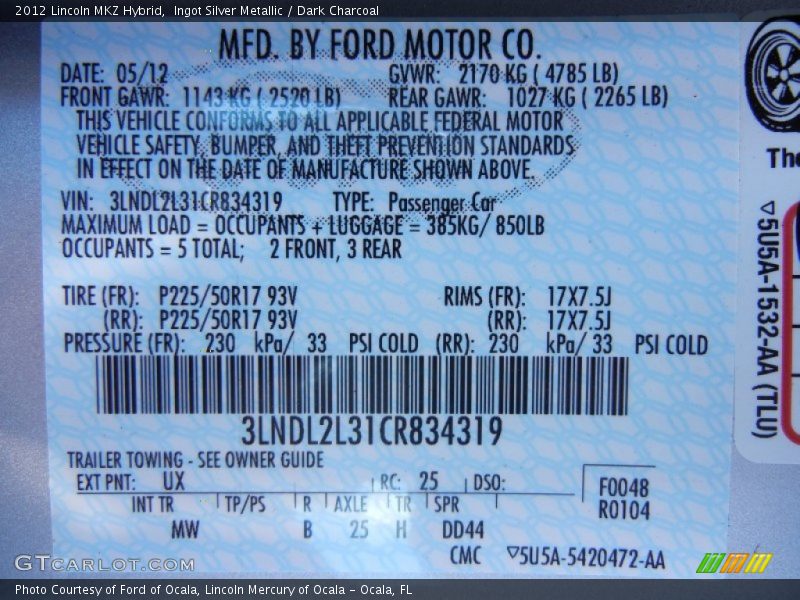 2012 Lincoln MKZ Hybrid,  Ingot Silver Metallic / Dark Charcoal
MFD. BY FORD MOTOR CO.
DATE: 05/12 GVWR: 2170 KG ( 4785 LB)
FRONT GAWR: 1143 KG ( 2520 LB) REAR GAWR: 1027 KG ( 2265 LB)
THIS VEHICLE CONFORMS TO ALL APPLICABLE FEDERAL MOTOR
VEHICLE SAFETY, BUMPER, AND THEFT PREVENTION STANDARDS
IN EFFECT ON THE DATE OF MANUFACTURE SHOWN ABOVE.
VIN: 3LNDL2L31CR834319 TYPE: Passenger Car
MAXIMUM LOAD = OCCUPANTS + LUGGAGE = 385KG/ 850LB
OCCUPANTS = 5 TOTAL; 2 FRONT, 3 REAR
TIRE (FR): P225/50R17 93V RIMS (FR): 17X7.5J
(RR): P225/50R17 93V (RR): 17X7.5J
PRESSURE (FR): 230 kPa/ 33 PSI COLD (RR): 230 kPa/ 33 PSI COLD
3LNDL2L31CR834319
TRAILER TOWING - SEE OWNER GUIDE
EXT PNT: UX RC: 25 DSO:
F0048
R0104
INT TR TP/PS R AXLE TR SPR
MW B 25 H DD44
CMC ▽5U5A-5420472-AA
The
▽5U5A-1532-AA (TLU)
GTCARLOT.COM
Photo Courtesy of Ford of Ocala, Lincoln Mercury of Ocala – Ocala, FL